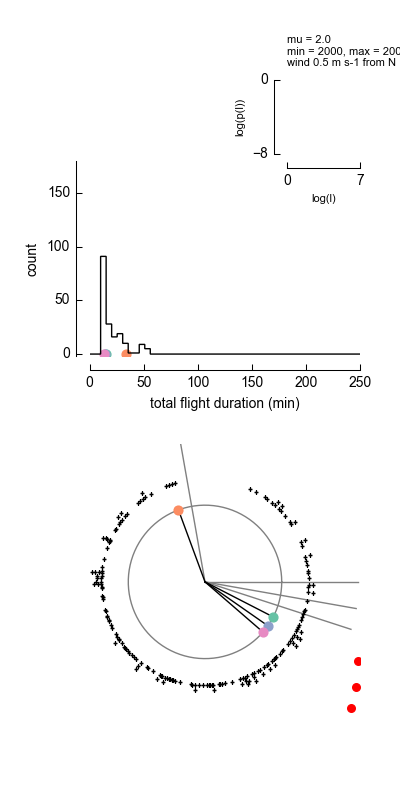 mu = 2.0
min = 2000, max = 200
wind 0.5 m s-1 from N
0
log(p(l))
−8
0 7
log(l)
150
count
100
50
0
0 50 100 150 200 250
total flight duration (min)